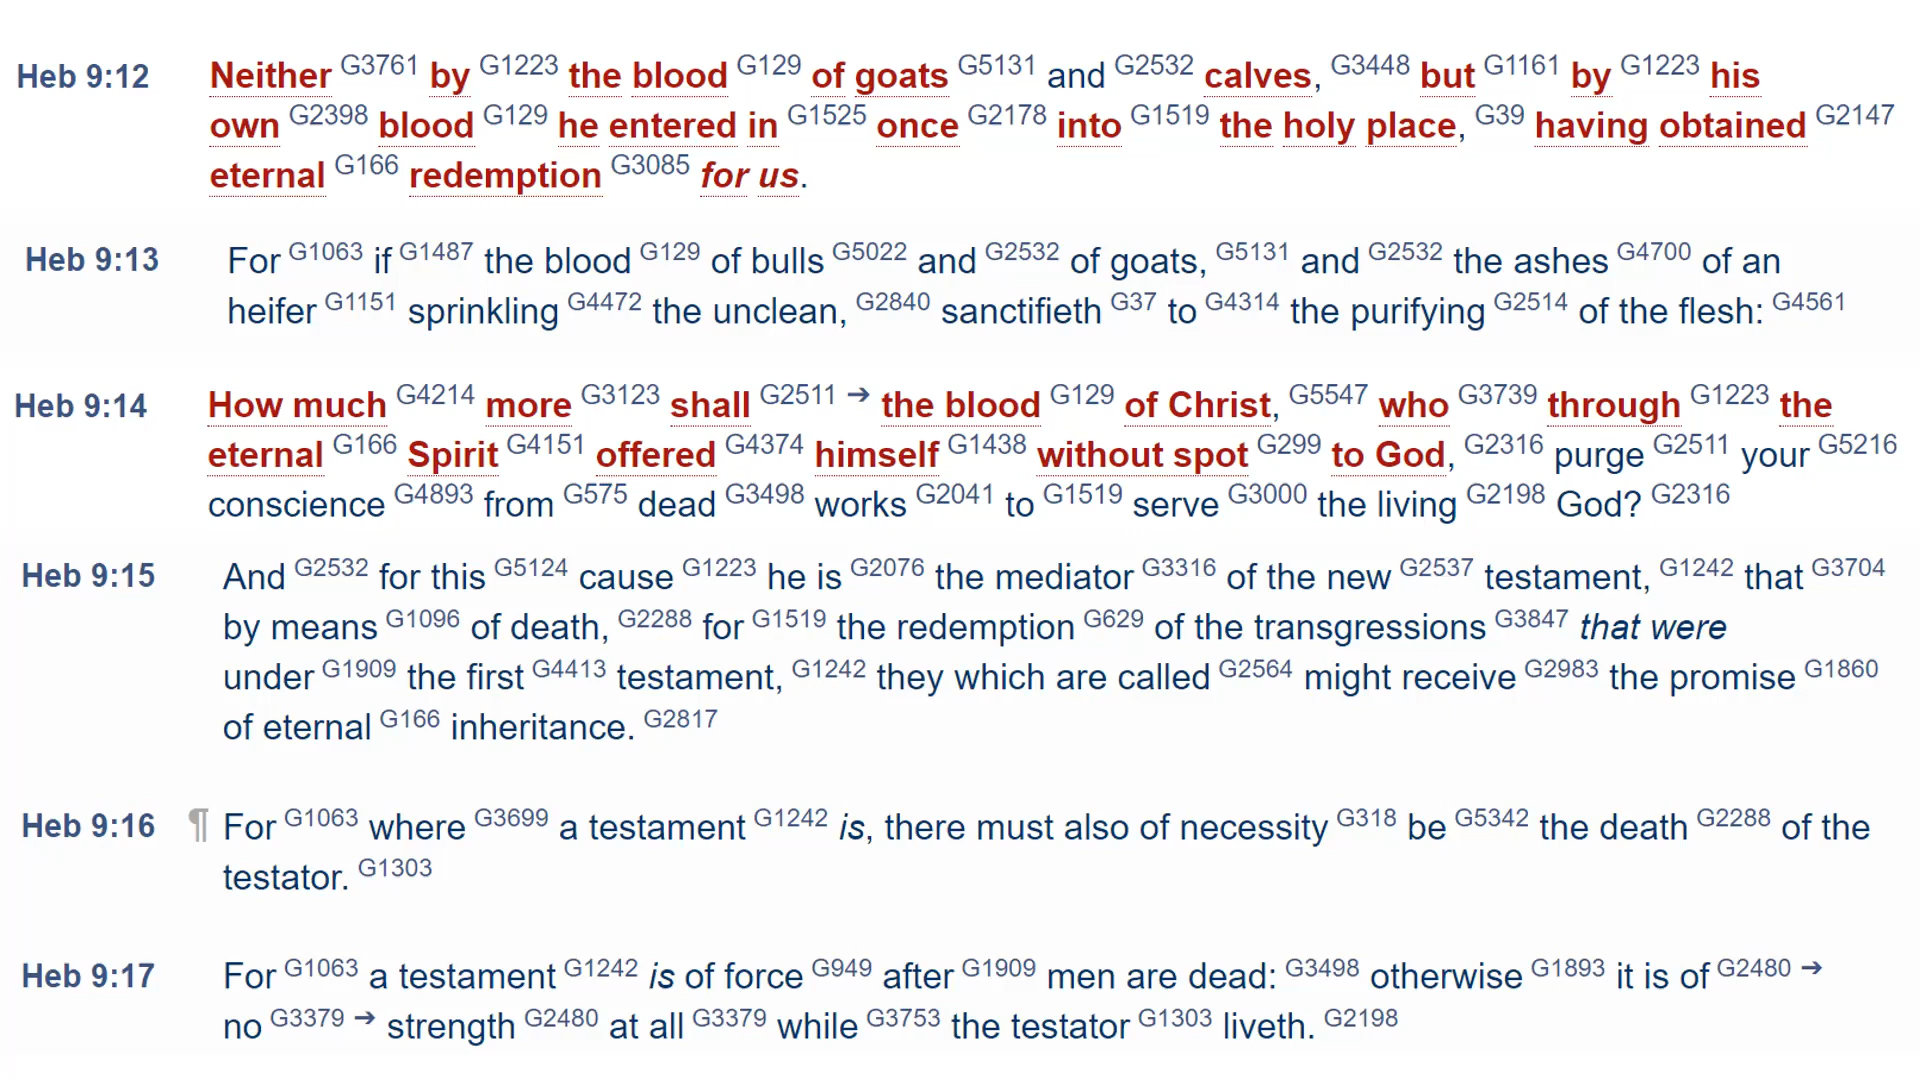 Heb 9:12 Neither G3761 by G1223 the blood G129 of goats G5131 and G2532 calves, G3448 but G1161 by G1223 his
own G2398 blood G129 he entered in G1525 once G2178 into G1519 the holy place, G39 having obtained G2147
eternal G166 redemption G3085 for us.
Heb 9:13 For G1063 if G1487 the blood G129 of bulls G5022 and G2532 of goats, G5131 and G2532 the ashes G4700 of an
heifer G1151 sprinkling G4472 the unclean, G2840 sanctifieth G37 to G4314 the purifying G2514 of the flesh: G4561
Heb 9:14 How much G4214 more G3123 shall G2511 → the blood G129 of Christ, G5547 who G3739 through G1223 the
eternal G166 Spirit G4151 offered G4374 himself G1438 without spot G299 to God, G2316 purge G2511 your G5216
conscience G4893 from G575 dead G3498 works G2041 to G1519 serve G3000 the living G2198 God? G2316
Heb 9:15 And G2532 for this G5124 cause G1223 he is G2076 the mediator G3316 of the new G2537 testament, G1242 that G3704
by means G1096 of death, G2288 for G1519 the redemption G629 of the transgressions G3847 that were
under G1909 the first G4413 testament, G1242 they which are called G2564 might receive G2983 the promise G1860
of eternal G166 inheritance. G2817
Heb 9:16 ¶ For G1063 where G3699 a testament G1242 is, there must also of necessity G318 be G5342 the death G2288 of the
testator. G1303
Heb 9:17 For G1063 a testament G1242 is of force G949 after G1909 men are dead: G3498 otherwise G1893 it is of G2480 →
no G3379 → strength G2480 at all G3379 while G3753 the testator G1303 liveth. G2198